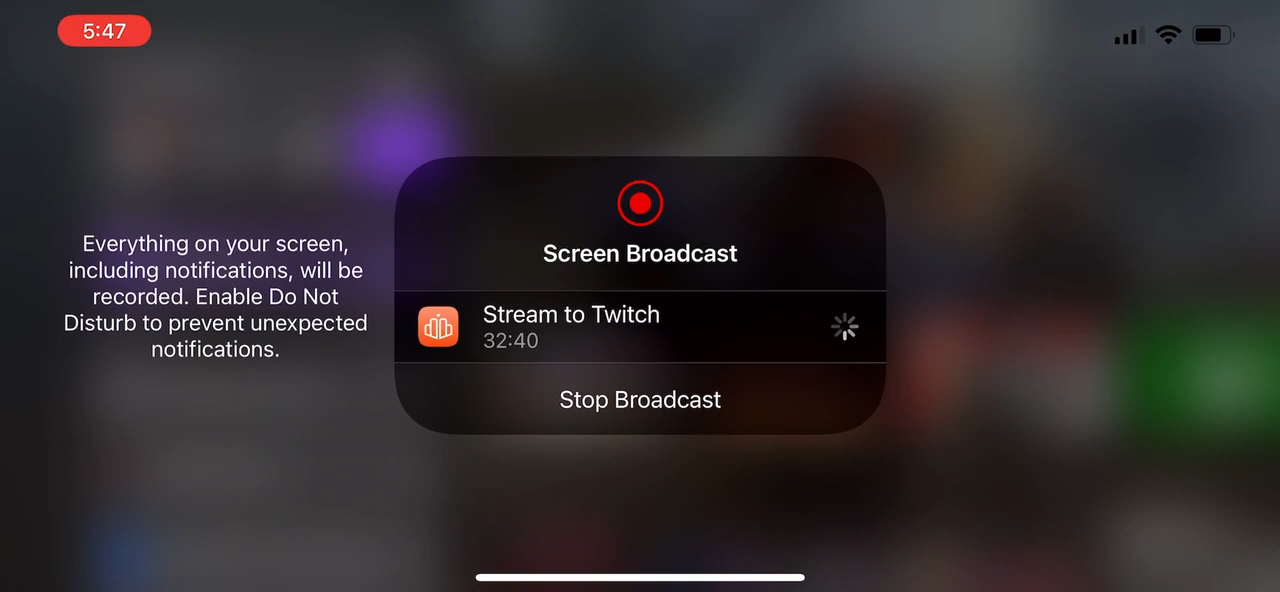 5:47
Everything on your screen,
including notifications, will be
recorded. Enable Do Not
Disturb to prevent unexpected
notifications.
Screen Broadcast
Stream to Twitch
32:40
Stop Broadcast